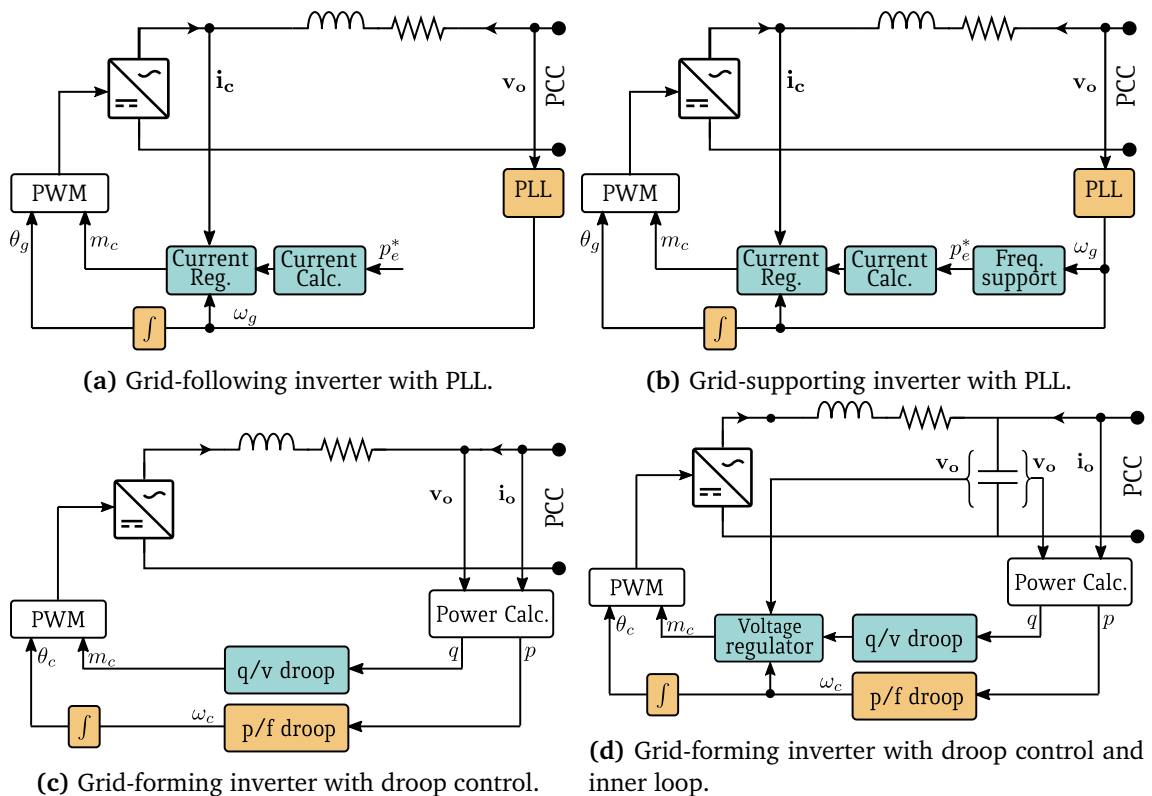 i_c
v_o
PCC
PWM
PLL
θ_g
m_c
Current
Reg.
Current
Calc.
p_e^*
∫
ω_g
(a) Grid-following inverter with PLL.
i_c
v_o
PCC
PWM
PLL
θ_g
m_c
Current
Reg.
Current
Calc.
p_e^*
Freq.
support
ω_g
∫
(b) Grid-supporting inverter with PLL.
v_o
i_o
PCC
PWM
Power Calc.
θ_c
m_c
q
p
q/v droop
∫
ω_c
p/f droop
(c) Grid-forming inverter with droop control.
v_o
v_o
i_o
PCC
PWM
Power Calc.
θ_c
m_c
Voltage
regulator
q/v droop
q
p
∫
ω_c
p/f droop
(d) Grid-forming inverter with droop control and
inner loop.